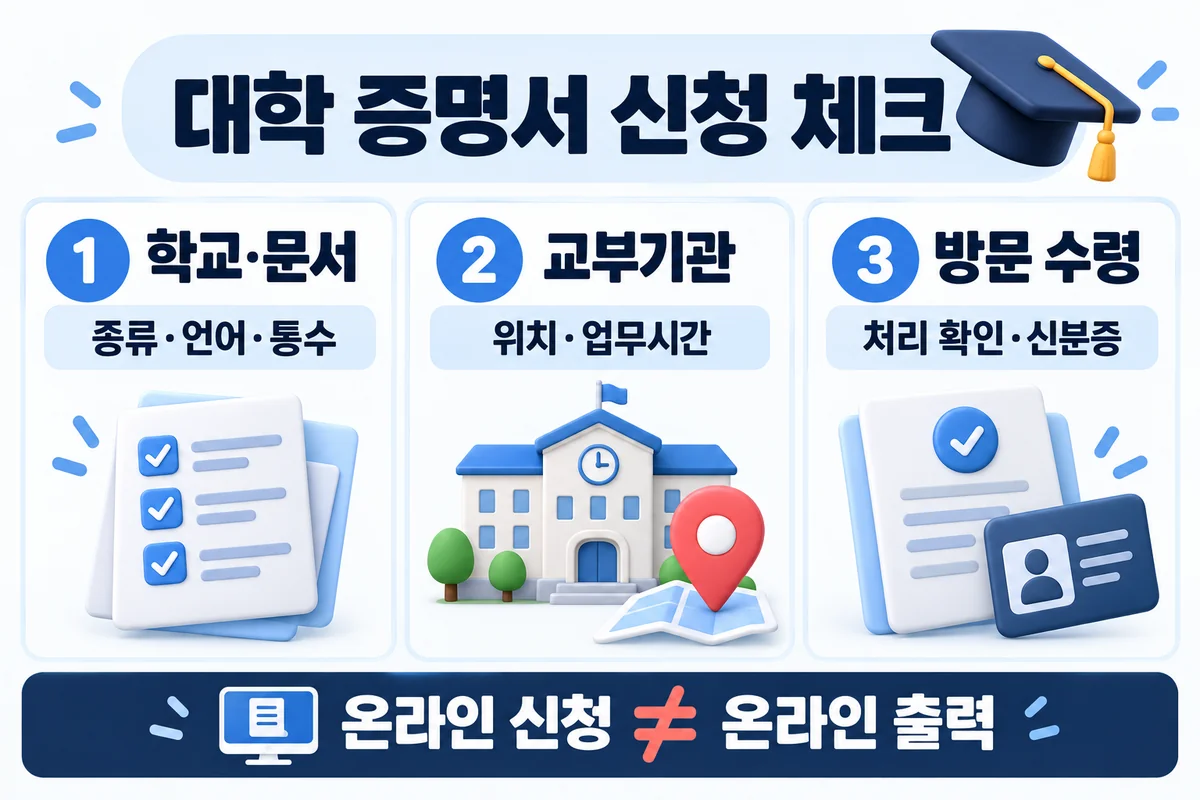 대학 증명서 신청 체크
1 학교·문서
종류·언어·통수
2 교부기관
위치·업무시간
3 방문 수령
처리 확인·신분증
온라인 신청 ≠ 온라인 출력